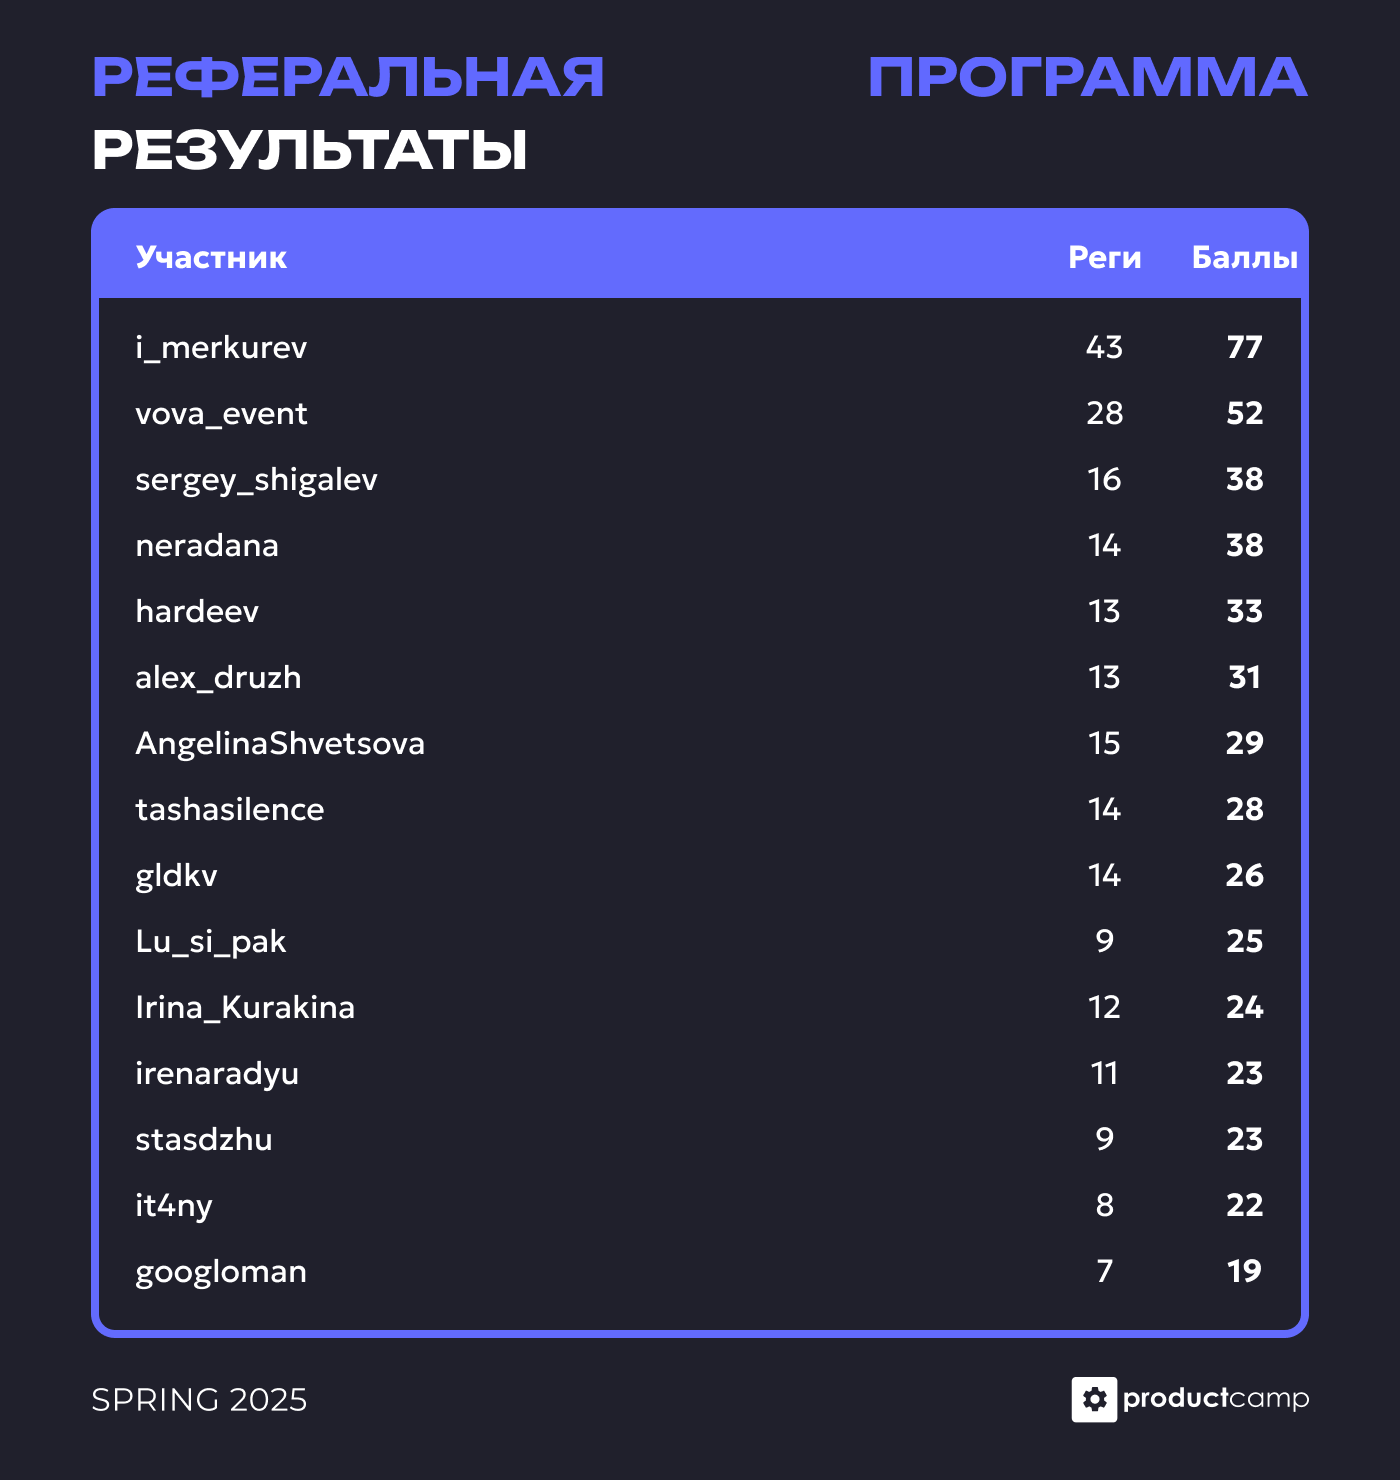 РЕФЕРАЛЬНАЯ ПРОГРАММА
РЕЗУЛЬТАТЫ
Участник Реги Баллы
i_merkurev 43 77
vova_event 28 52
sergey_shigalev 16 38
neradana 14 38
hardeev 13 33
alex_druzh 13 31
AngelinaShvetsova 15 29
tashasilence 14 28
gldkv 14 26
Lu_si_pak 9 25
Irina_Kurakina 12 24
irenaradyu 11 23
stasdzhu 9 23
it4ny 8 22
googloman 7 19
SPRING 2025 productcamp